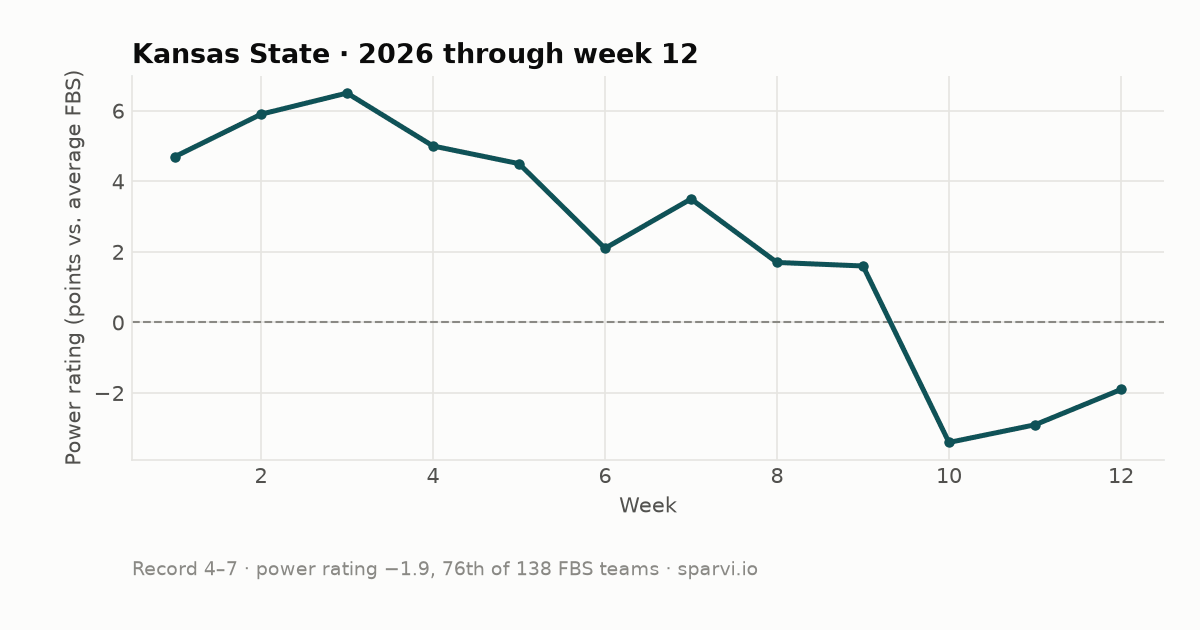 Kansas State · 2026 through week 12
Power rating (points vs. average FBS)
6
4
2
0
−2
2 4 6 8 10 12
Week
Record 4–7 · power rating −1.9, 76th of 138 FBS teams · sparvi.io